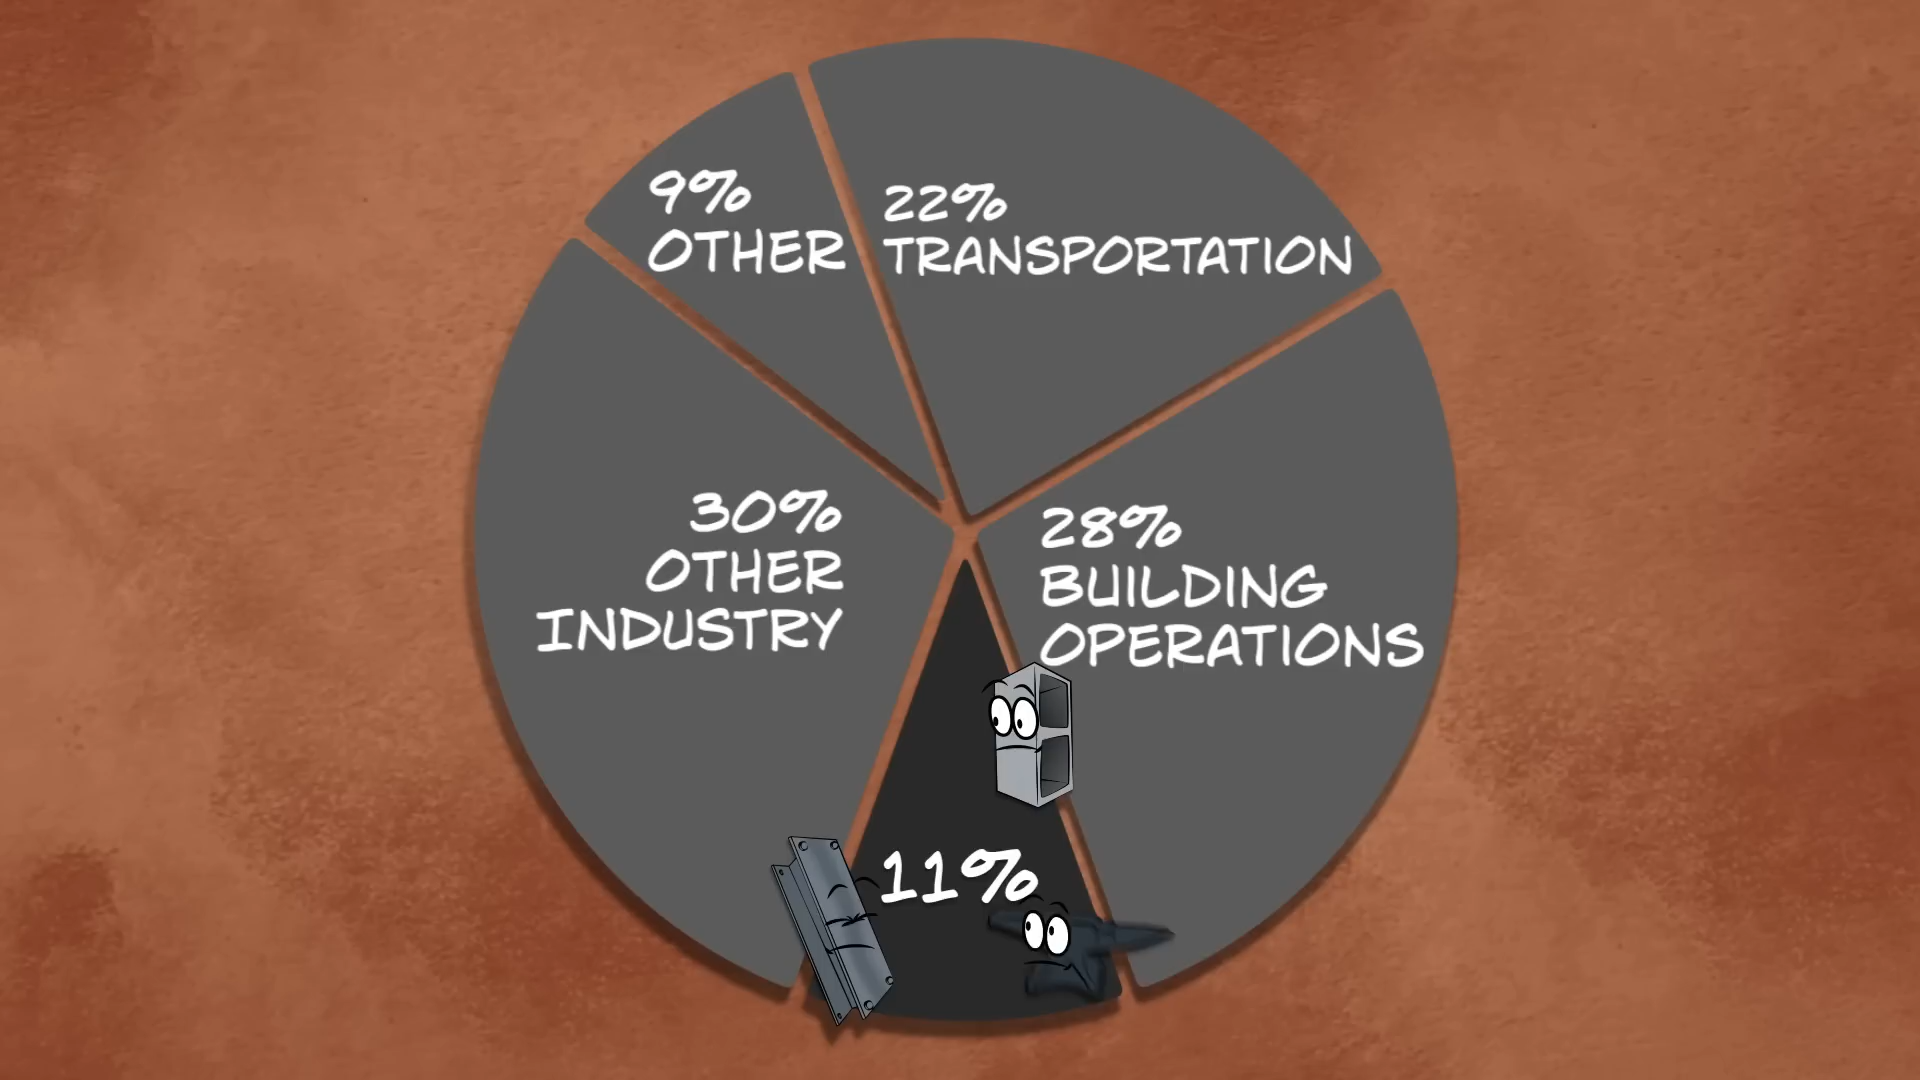 9%
OTHER
22%
TRANSPORTATION
30%
OTHER
INDUSTRY
28%
BUILDING
OPERATIONS
11%